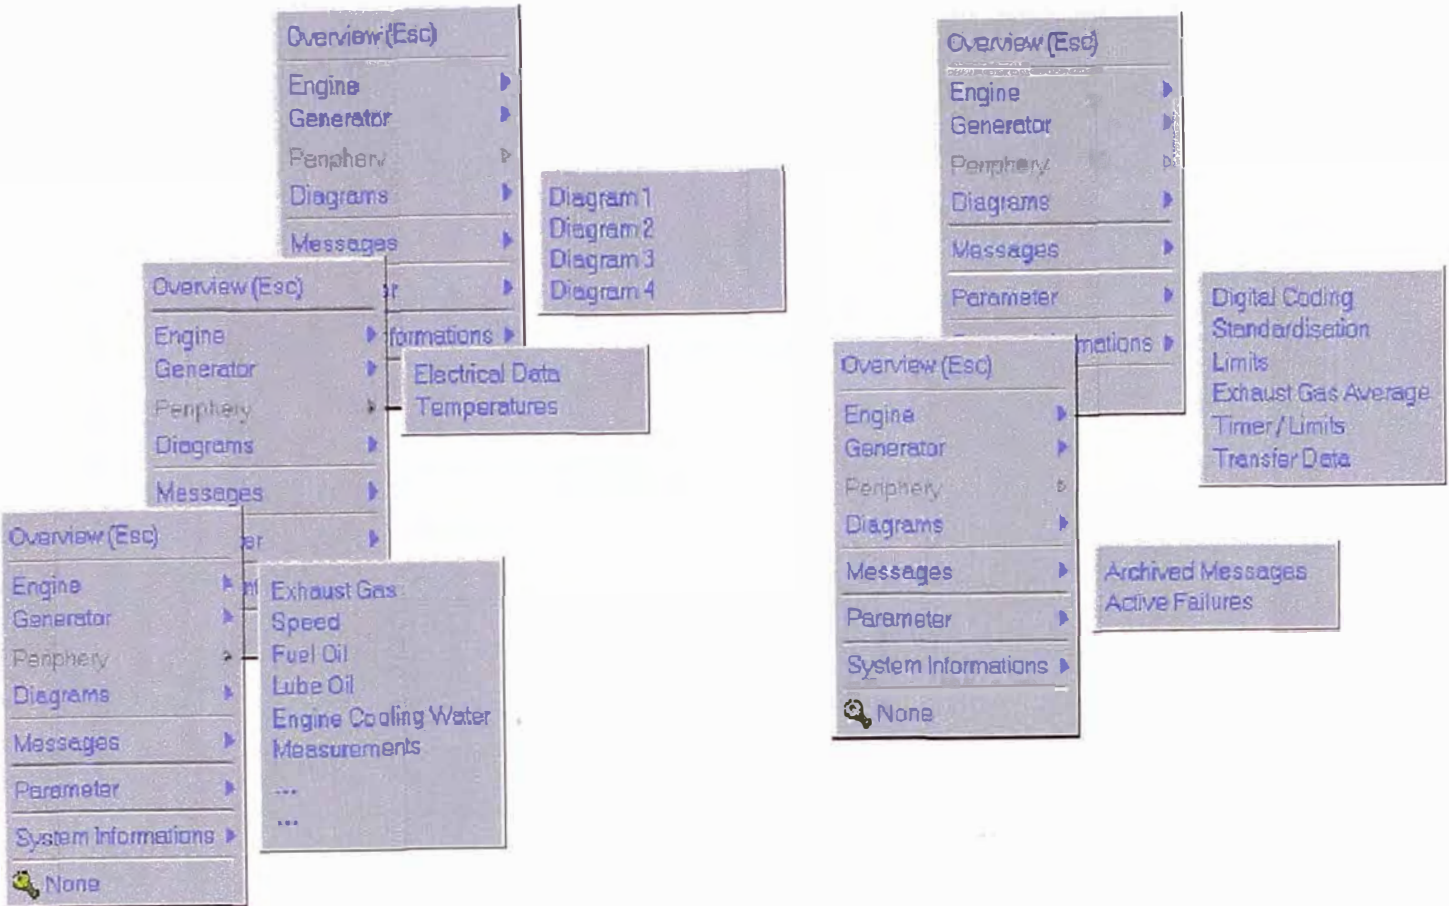 Overview (Esc)
Engine
Generator
Periphery
Diagrams
Messages
er
formations
Diagram 1
Diagram 2
Diagram 3
Diagram 4
Overview (Esc)
Engine
Generator
Periphery
Diagrams
Messages
er
Electrical Data
Temperatures
Overview (Esc)
Engine
Generator
Periphery
Diagrams
Messages
Parameter
System Informations
None
Exhaust Gas
Speed
Fuel Oil
Lube Oil
Engine Cooling Water
Measurements
...
...
Overview (Esc)
Engine
Generator
Periphery
Diagrams
Messages
Parameter
mations
Digital Coding
Standardisation
Limits
Exhaust Gas Average
Timer / Limits
Transfer Data
Overview (Esc)
Engine
Generator
Periphery
Diagrams
Messages
Parameter
System Informations
None
Archived Messages
Active Failures